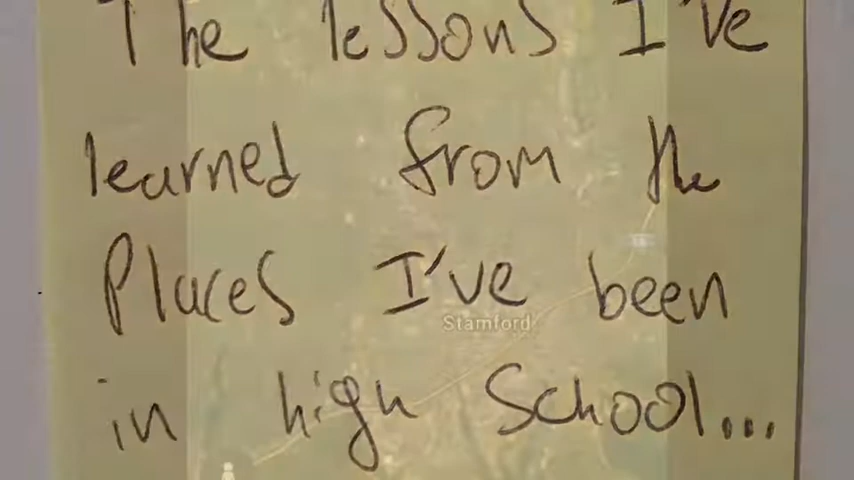 The lessons I've
learned from the
Places I've been
Stamford
in high School...